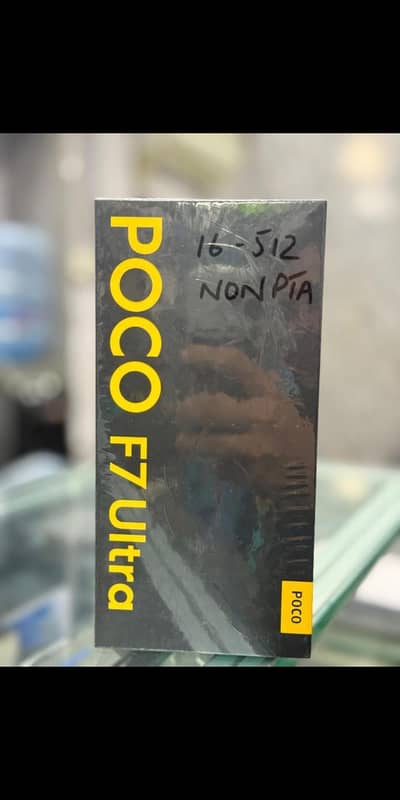 16-512
NON PTA
POCO F7 Ultra
POCO